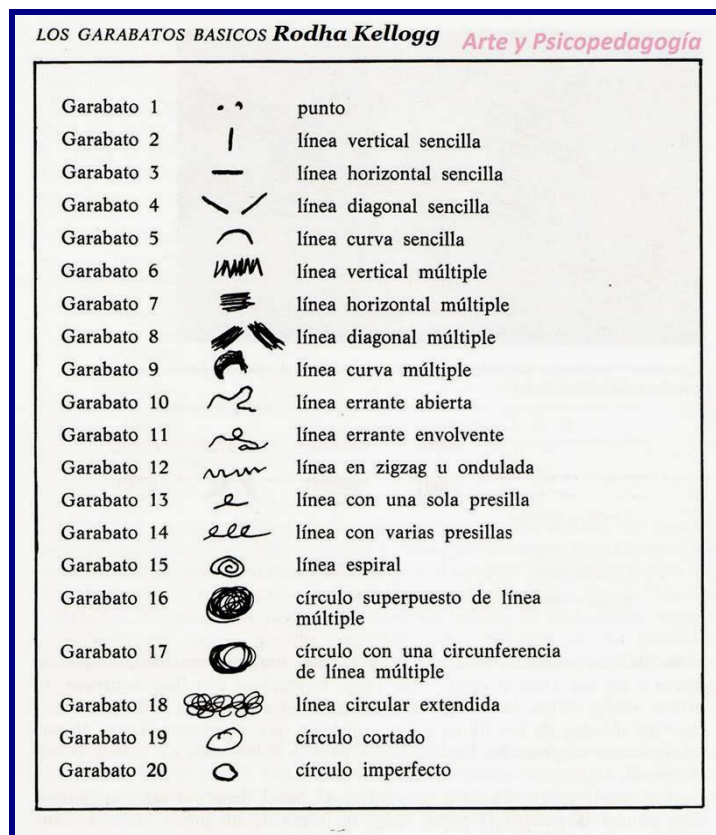 LOS GARABATOS BASICOS Rodha Kellogg Arte y Psicopedagogía
Garabato 1 punto
Garabato 2 línea vertical sencilla
Garabato 3 línea horizontal sencilla
Garabato 4 línea diagonal sencilla
Garabato 5 línea curva sencilla
Garabato 6 línea vertical múltiple
Garabato 7 línea horizontal múltiple
Garabato 8 línea diagonal múltiple
Garabato 9 línea curva múltiple
Garabato 10 línea errante abierta
Garabato 11 línea errante envolvente
Garabato 12 línea en zigzag u ondulada
Garabato 13 línea con una sola presilla
Garabato 14 línea con varias presillas
Garabato 15 línea espiral
Garabato 16 círculo superpuesto de línea
múltiple
Garabato 17 círculo con una circunferencia
de línea múltiple
Garabato 18 línea circular extendida
Garabato 19 círculo cortado
Garabato 20 círculo imperfecto